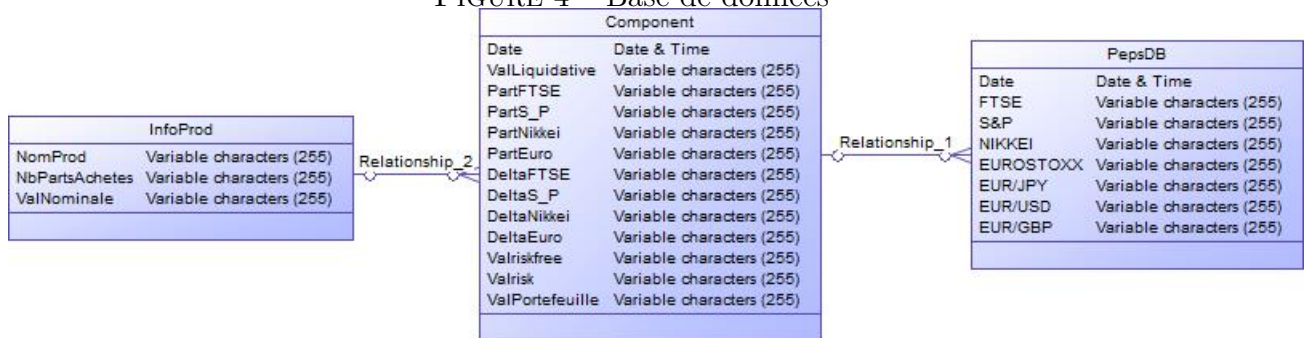 FIGURE 4 – Base de données
Component
Date Date & Time
ValLiquidative Variable characters (255)
PartFTSE Variable characters (255)
PartS_P Variable characters (255)
PartNikkei Variable characters (255)
PartEuro Variable characters (255)
DeltaFTSE Variable characters (255)
DeltaS_P Variable characters (255)
DeltaNikkei Variable characters (255)
DeltaEuro Variable characters (255)
Valriskfree Variable characters (255)
Valrisk Variable characters (255)
ValPortefeuille Variable characters (255)
InfoProd
NomProd Variable characters (255)
NbPartsAchetes Variable characters (255)
ValNominale Variable characters (255)
Relationship_2
Relationship_1
PepsDB
Date Date & Time
FTSE Variable characters (255)
S&P Variable characters (255)
NIKKEI Variable characters (255)
EUROSTOXX Variable characters (255)
EUR/JPY Variable characters (255)
EUR/USD Variable characters (255)
EUR/GBP Variable characters (255)